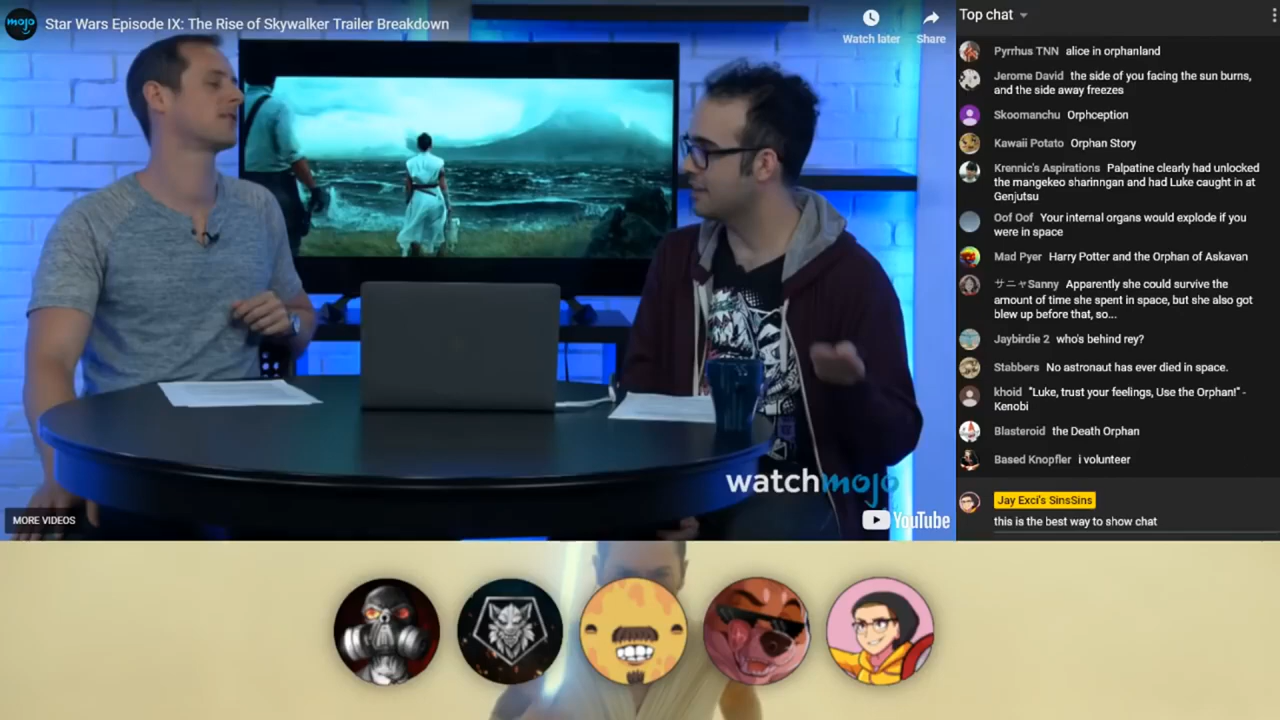 mojo
Star Wars Episode IX: The Rise of Skywalker Trailer Breakdown
Watch later
Share
watchmojo
YouTube
MORE VIDEOS
Top chat
Pyrrhus TNN alice in orphanland
Jerome David the side of you facing the sun burns,
and the side away freezes
Skoomanchu Orphception
Kawaii Potato Orphan Story
Krennic's Aspirations Palpatine clearly had unlocked
the mangekeo sharinngan and had Luke caught in at
Genjutsu
Oof Oof Your internal organs would explode if you
were in space
Mad Pyer Harry Potter and the Orphan of Askavan
サニャSanny Apparently she could survive the
amount of time she spent in space, but she also got
blew up before that, so...
Jaybirdie 2 who's behind rey?
Stabbers No astronaut has ever died in space.
khoid "Luke, trust your feelings, Use the Orphan!" -
Kenobi
Blasteroid the Death Orphan
Based Knopfler i volunteer
Jay Exci's SinsSins
this is the best way to show chat